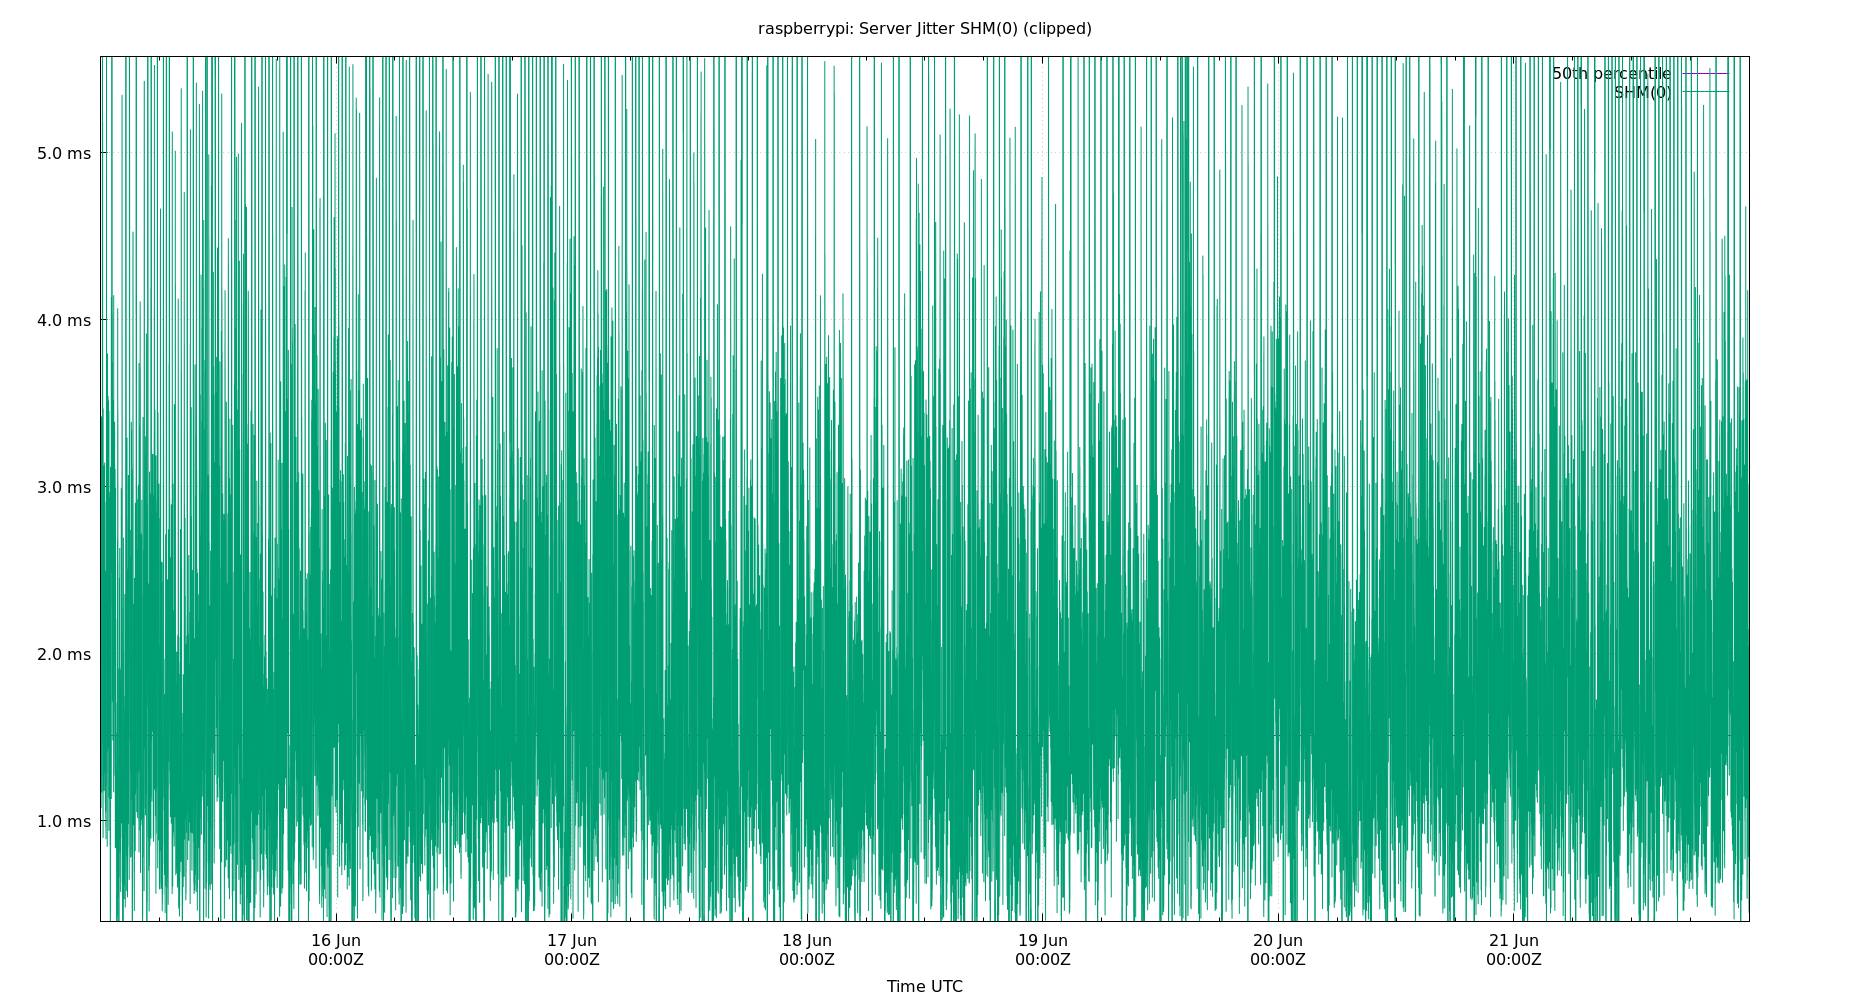 raspberrypi: Server Jitter SHM(0) (clipped)
50th percentile
SHM(0)
5.0 ms
4.0 ms
3.0 ms
2.0 ms
1.0 ms
16 Jun
00:00Z
17 Jun
00:00Z
18 Jun
00:00Z
19 Jun
00:00Z
20 Jun
00:00Z
21 Jun
00:00Z
Time UTC